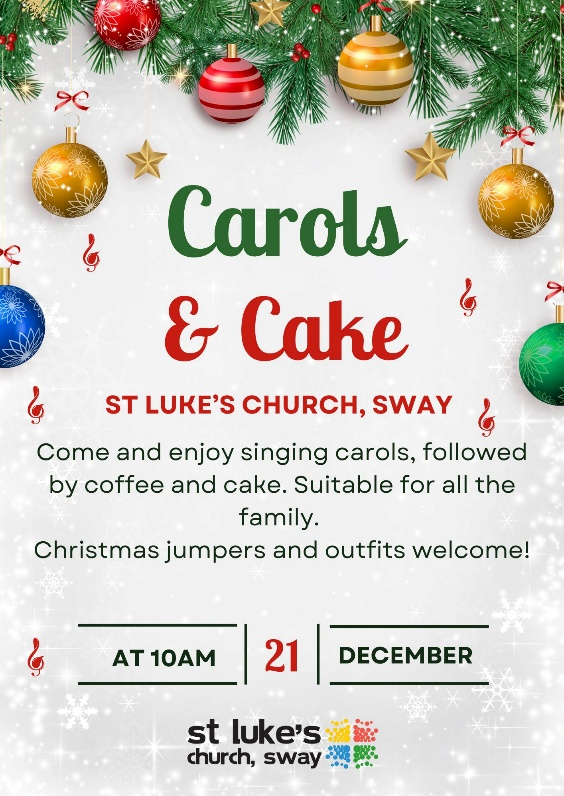 Carols
& Cake
ST LUKE'S CHURCH, SWAY
Come and enjoy singing carols, followed
by coffee and cake. Suitable for all the
family.
Christmas jumpers and outfits welcome!
AT 10AM 21 DECEMBER
st luke's
church, sway